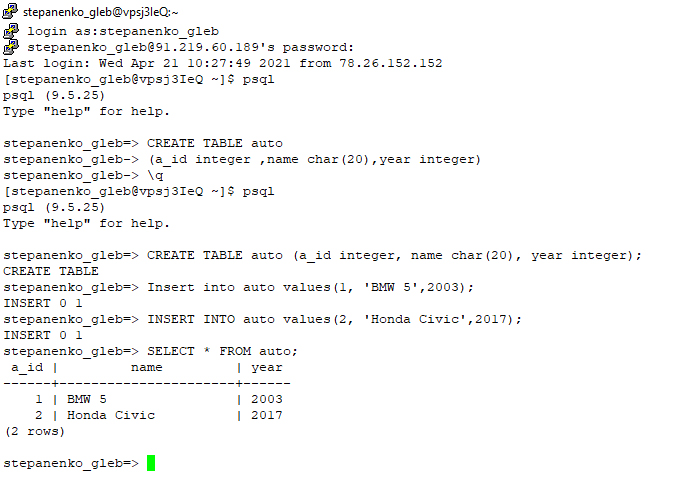 stepanenko_gleb@vpsj3IeQ:~
login as:stepanenko_gleb
stepanenko_gleb@91.219.60.189's password:
Last login: Wed Apr 21 10:27:49 2021 from 78.26.152.152
[stepanenko_gleb@vpsj3IeQ ~]$ psql
psql (9.5.25)
Type "help" for help.

stepanenko_gleb=> CREATE TABLE auto
stepanenko_gleb-> (a_id integer ,name char(20),year integer)
stepanenko_gleb-> \q
[stepanenko_gleb@vpsj3IeQ ~]$ psql
psql (9.5.25)
Type "help" for help.

stepanenko_gleb=> CREATE TABLE auto (a_id integer, name char(20), year integer);
CREATE TABLE
stepanenko_gleb=> Insert into auto values(1, 'BMW 5',2003);
INSERT 0 1
stepanenko_gleb=> INSERT INTO auto values(2, 'Honda Civic',2017);
INSERT 0 1
stepanenko_gleb=> SELECT * FROM auto;
 a_id |         name         | year
------+----------------------+------
    1 | BMW 5                | 2003
    2 | Honda Civic          | 2017
(2 rows)

stepanenko_gleb=>